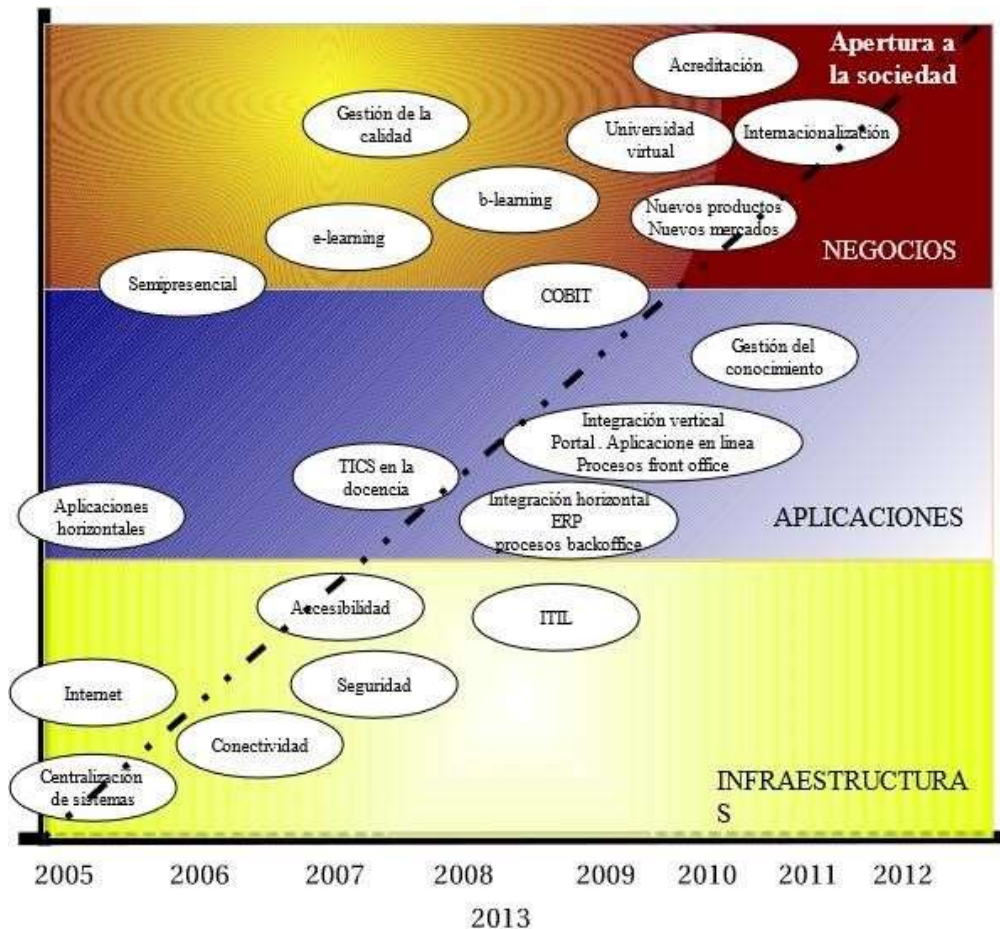 Apertura a
la sociedad
Acreditación
Gestión de la
calidad
Universidad
virtual
Internacionalización
b-learning
Nuevos productos
Nuevos mercados
e-learning
NEGOCIOS
Semipresencial
COBIT
Gestión del
conocimiento
Integración vertical
Portal . Aplicacione en linea
Procesos front office
TICS en la
docencia
Aplicaciones
horizontales
Integración horizontal
ERP
procesos backoffice
APLICACIONES
Accesibilidad
ITIL
Internet
Seguridad
Conectividad
Centralización
de sistemas
INFRAESTRUCTURA
S
2005 2006 2007 2008 2009 2010 2011 2012
2013